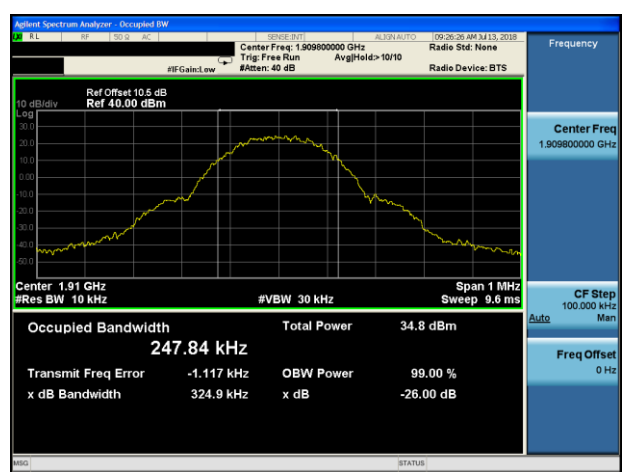 Agilent Spectrum Analyzer - Occupied BW
RL RF 50 Ω AC SENSE:INT ALIGN AUTO 09:26:26 AM Jul 13, 2018
Center Freq: 1.909800000 GHz Radio Std: None
Trig: Free Run Avg|Hold:>10/10
#IFGain:Low #Atten: 40 dB Radio Device: BTS
Frequency
Ref Offset 10.5 dB
10 dB/div Ref 40.00 dBm
Log
30.0
20.0
10.0
0.00
-10.0
-20.0
-30.0
-40.0
-50.0
Center Freq
1.909800000 GHz
Center 1.91 GHz Span 1 MHz
#Res BW 10 kHz #VBW 30 kHz Sweep 9.6 ms
CF Step
100.000 kHz
Auto Man
Occupied Bandwidth Total Power 34.8 dBm
247.84 kHz
Transmit Freq Error -1.117 kHz OBW Power 99.00 %
x dB Bandwidth 324.9 kHz x dB -26.00 dB
Freq Offset
0 Hz
MSG STATUS